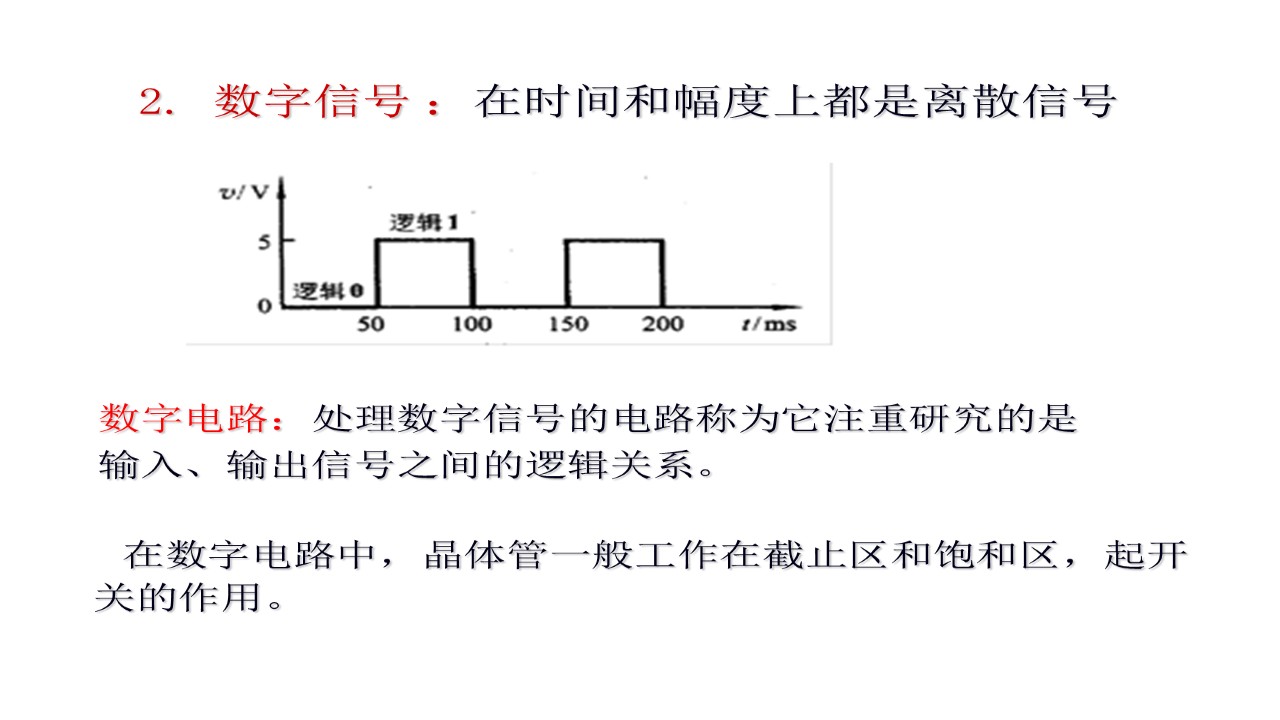 2. 数字信号：在时间和幅度上都是离散信号
v/V
逻辑1
5
逻辑0
0
50 100 150 200 t/ms
数字电路：处理数字信号的电路称为它注重研究的是
输入、输出信号之间的逻辑关系。
在数字电路中，晶体管一般工作在截止区和饱和区，起开
关的作用。